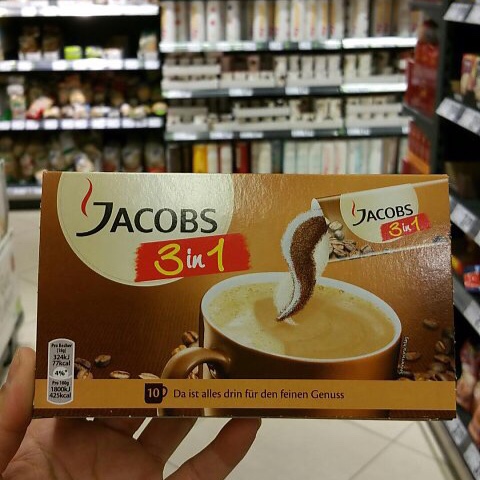 JACOBS
3in1
JACOBS
3in1
Pro Becher
(18g)
324kJ
77kcal
4%*
Pro 100g
1800kJ
425kcal
10 Da ist alles drin für den feinen Genuss